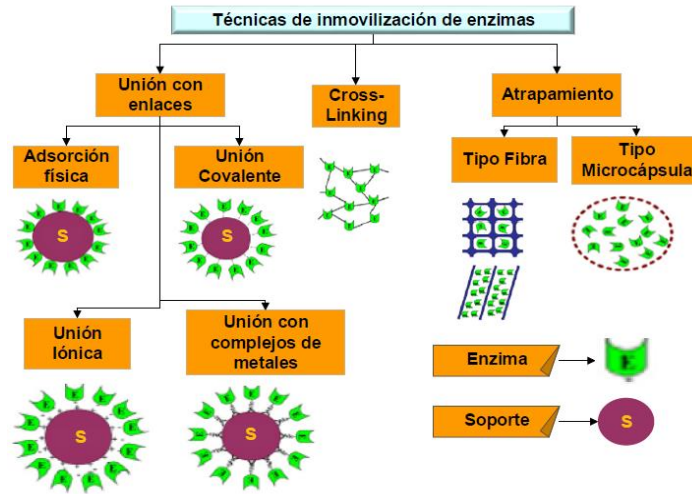 Técnicas de inmovilización de enzimas
Unión con
enlaces
Cross-
Linking
Atrapamiento
Adsorción
física
Unión
Covalente
Tipo Fibra
Tipo
Microcápsula
S
S
Unión
Iónica
Unión con
complejos de
metales
Enzima
E
S
S
Soporte
S